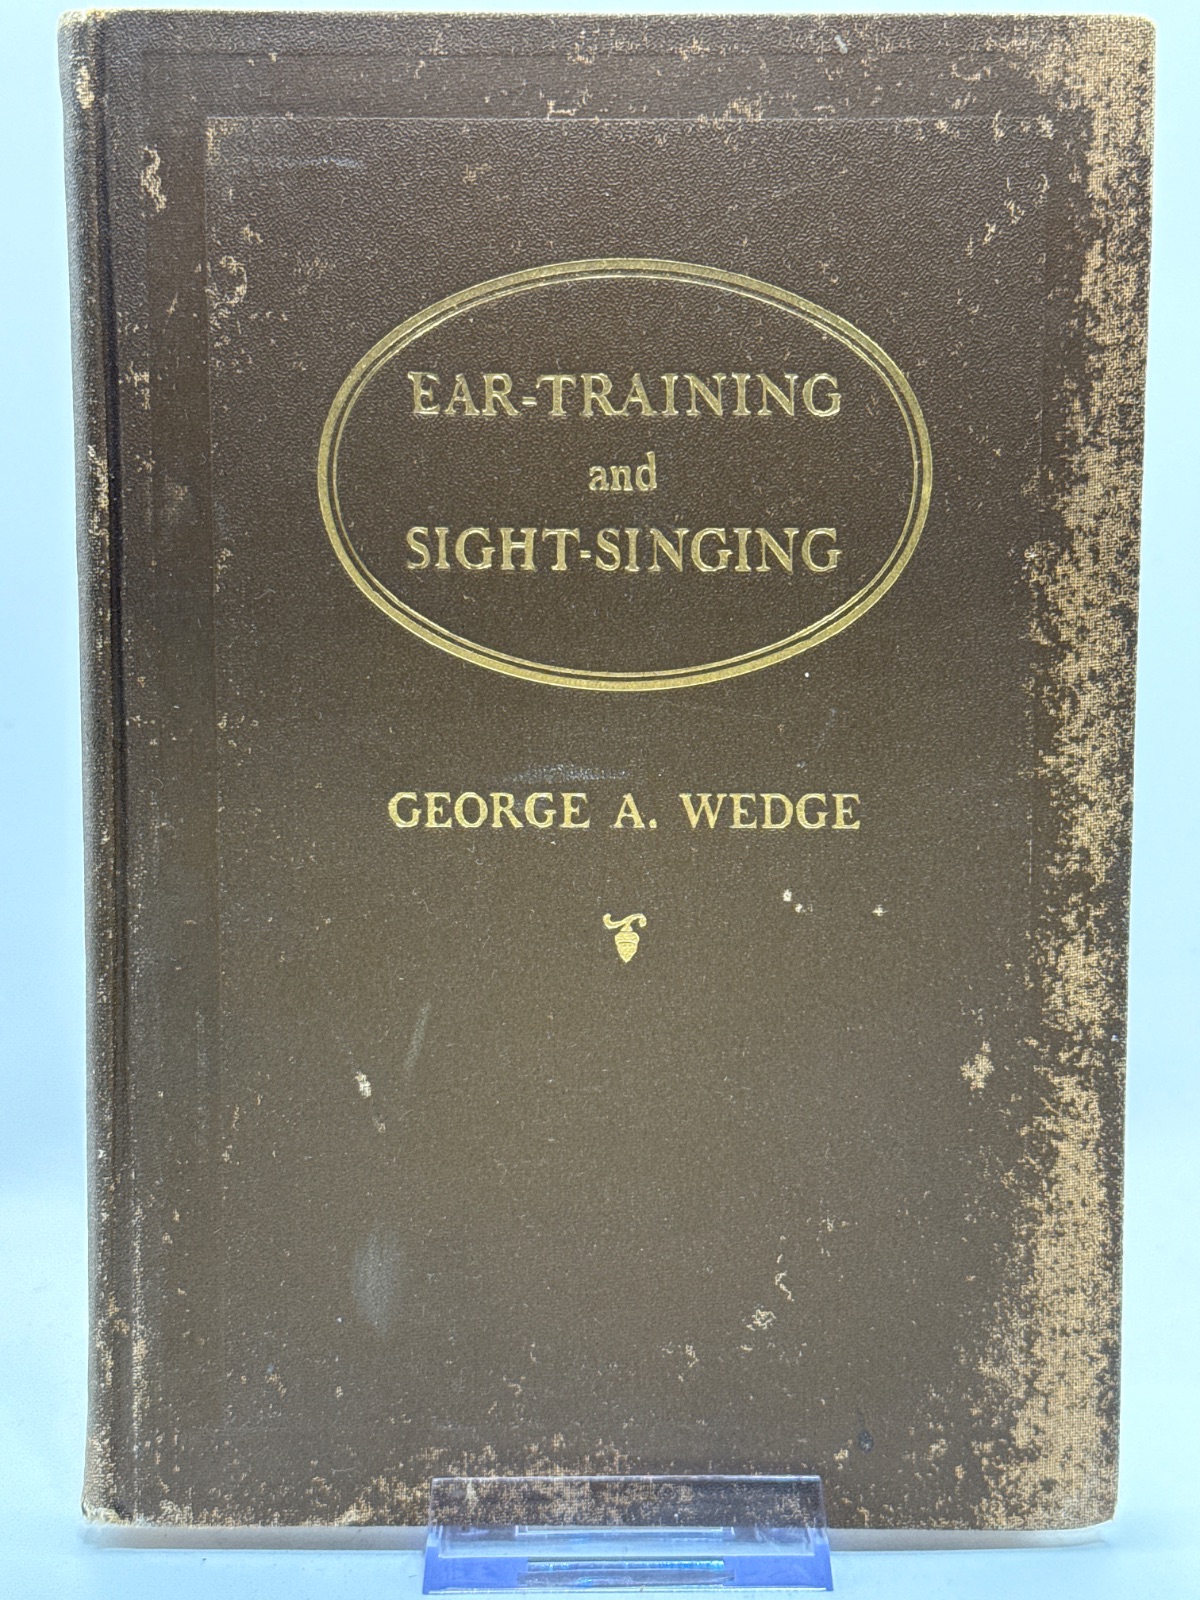 EAR-TRAINING
and
SIGHT-SINGING
GEORGE A. WEDGE